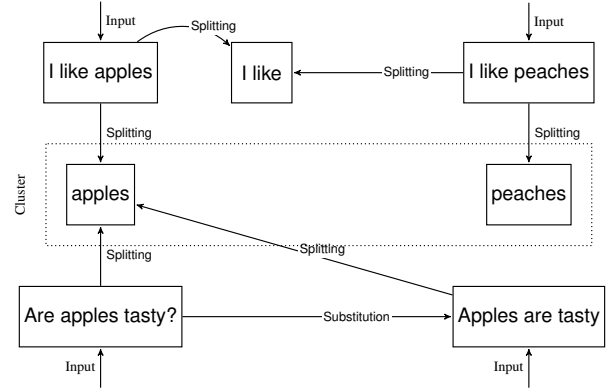 Input
Input
Splitting
I like apples
I like
Splitting
I like peaches
Splitting
Splitting
Cluster
apples
peaches
Splitting
Splitting
Are apples tasty?
Substitution
Apples are tasty
Input
Input